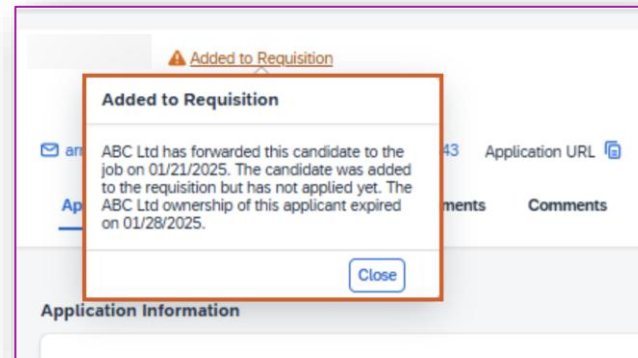 Added to Requisition
Added to Requisition
ABC Ltd has forwarded this candidate to the
job on 01/21/2025. The candidate was added
to the requisition but has not applied yet. The
ABC Ltd ownership of this applicant expired
on 01/28/2025.
43 Application URL
Comments
Close
Application Information